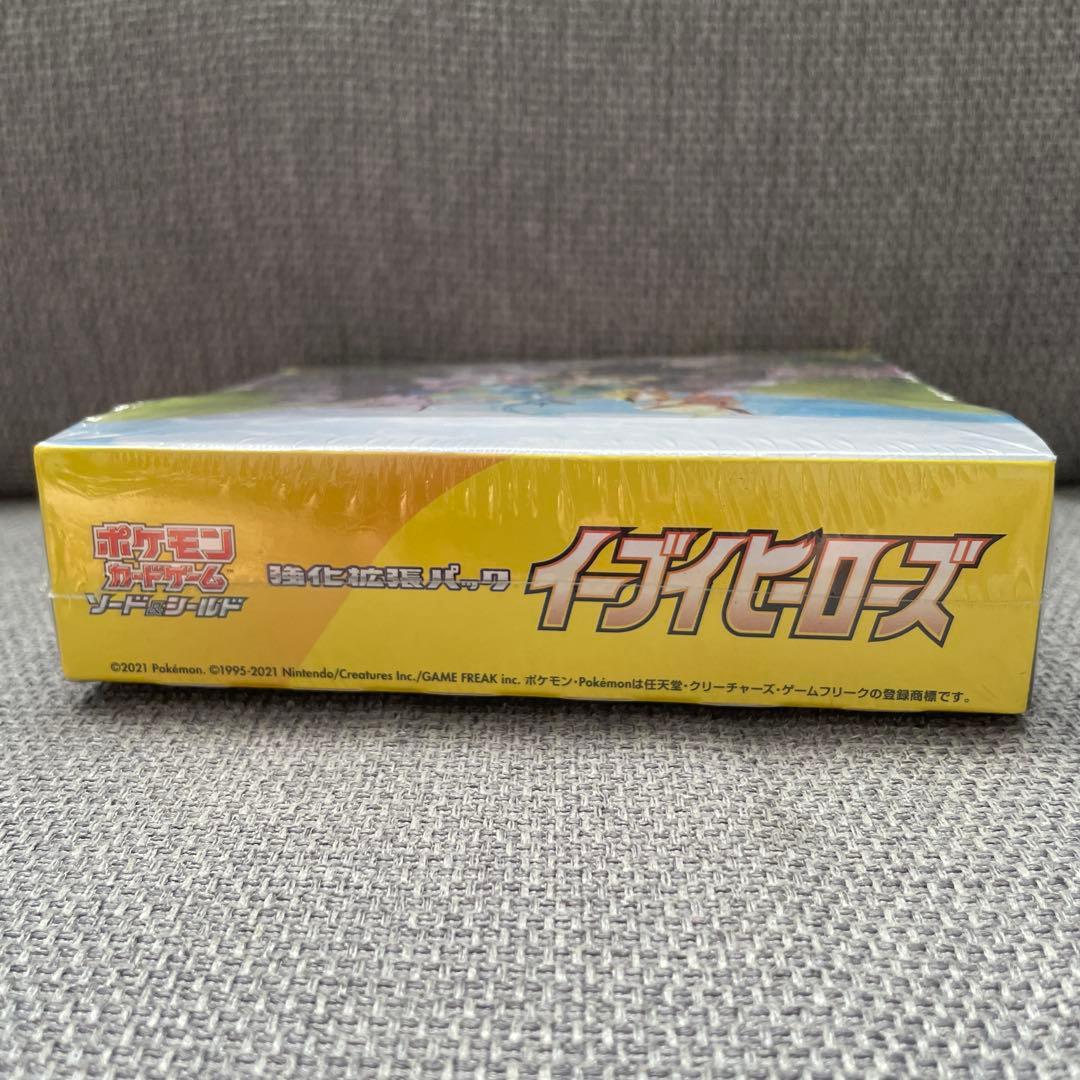 ポケモン
カードゲーム™
ソード&シールド
強化拡張パック
イーブイヒーローズ
©2021 Pokémon. ©1995-2021 Nintendo/Creatures Inc./GAME FREAK inc. ポケモン・Pokémonは任天堂・クリーチャーズ・ゲームフリークの登録商標です。